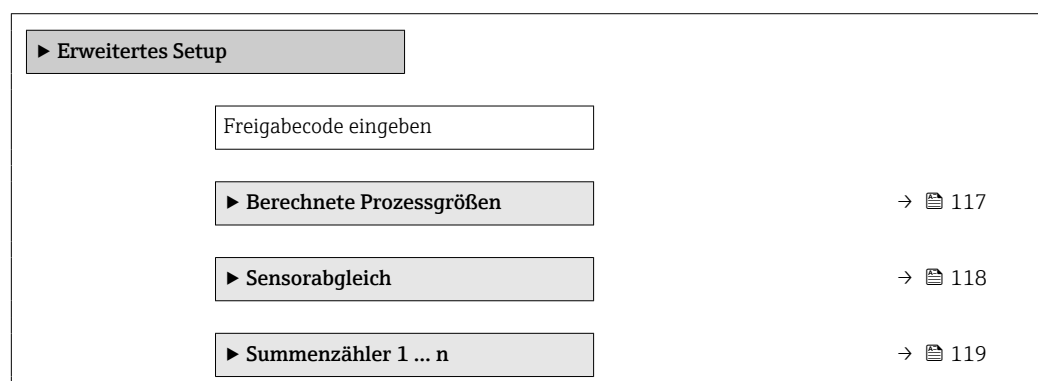 ▶ Erweitertes Setup
Freigabecode eingeben
▶ Berechnete Prozessgrößen → 117
▶ Sensorabgleich → 118
▶ Summenzähler 1 … n → 119